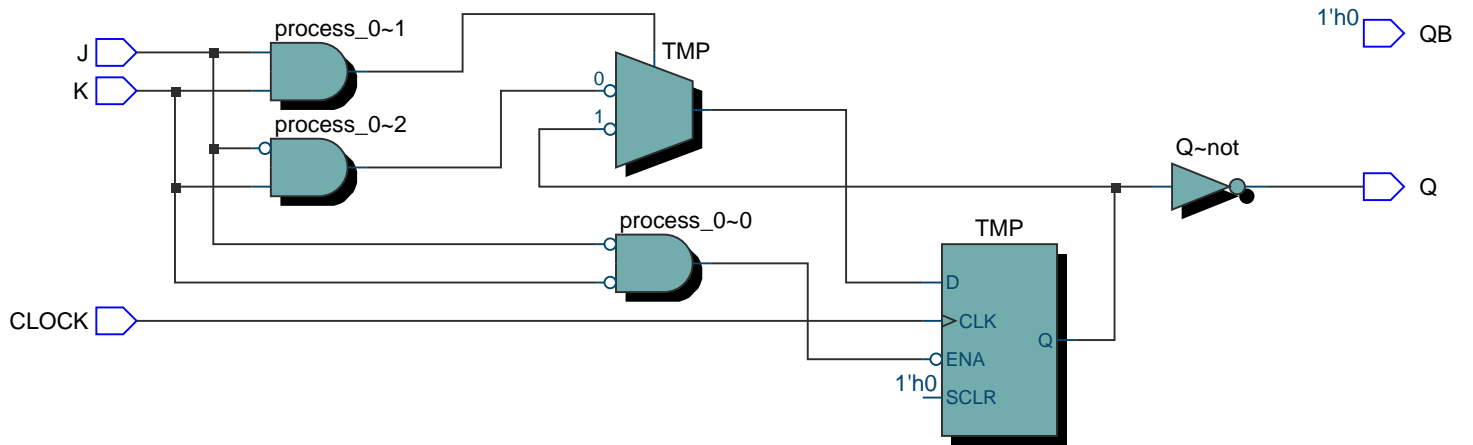 process_0~1
1'h0
QB
J
K
TMP
0
1
process_0~2
Q~not
Q
process_0~0
TMP
D
CLOCK
CLK
Q
ENA
1'h0
SCLR